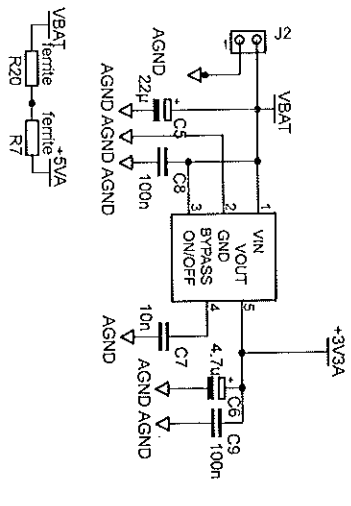 +3V3A
J2
1
VBAT
VIN
VOUT
GND
BYPASS
ON/OFF
1
2
3
4
5
AGND
22µ
C5
C8
100n
AGND
AGND
AGND
10n
C7
AGND
4.7u
C6
C9
100n
AGND
AGND
VBAT
ferrite
R20
ferrite
R7
+5VA